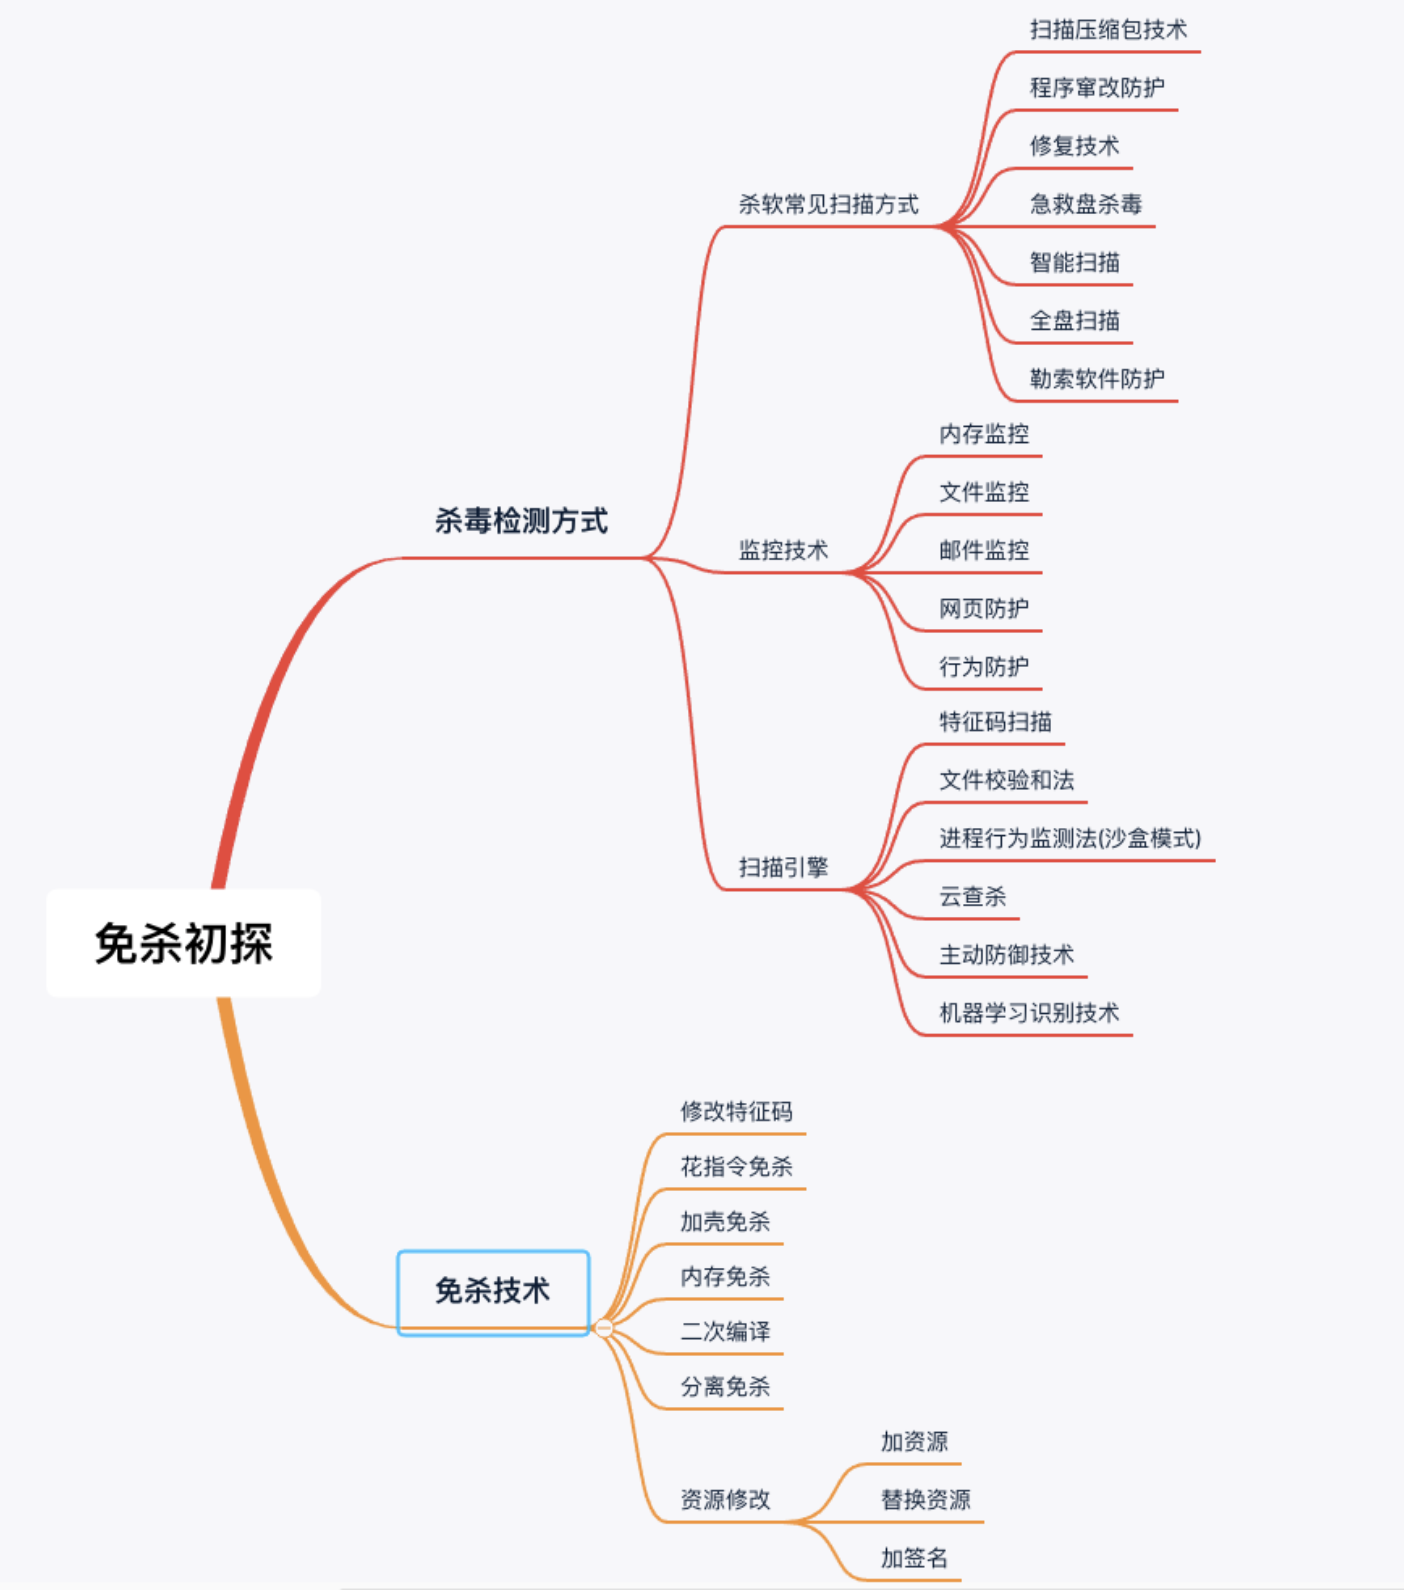 免杀初探
杀毒检测方式
杀软常见扫描方式
扫描压缩包技术
程序窜改防护
修复技术
急救盘杀毒
智能扫描
全盘扫描
勒索软件防护
监控技术
内存监控
文件监控
邮件监控
网页防护
行为防护
扫描引擎
特征码扫描
文件校验和法
进程行为监测法(沙盒模式)
云查杀
主动防御技术
机器学习识别技术
免杀技术
修改特征码
花指令免杀
加壳免杀
内存免杀
二次编译
分离免杀
资源修改
加资源
替换资源
加签名